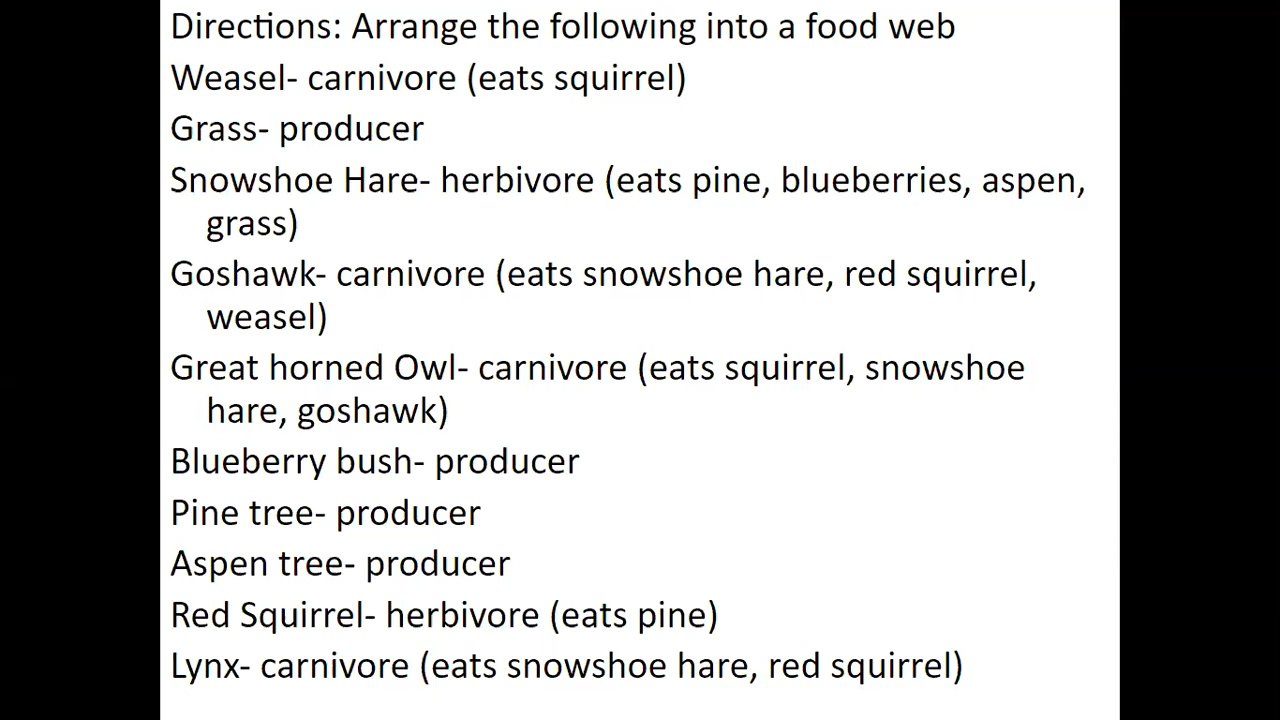 Directions: Arrange the following into a food web
Weasel- carnivore (eats squirrel)
Grass- producer
Snowshoe Hare- herbivore (eats pine, blueberries, aspen,
grass)
Goshawk- carnivore (eats snowshoe hare, red squirrel,
weasel)
Great horned Owl- carnivore (eats squirrel, snowshoe
hare, goshawk)
Blueberry bush- producer
Pine tree- producer
Aspen tree- producer
Red Squirrel- herbivore (eats pine)
Lynx- carnivore (eats snowshoe hare, red squirrel)